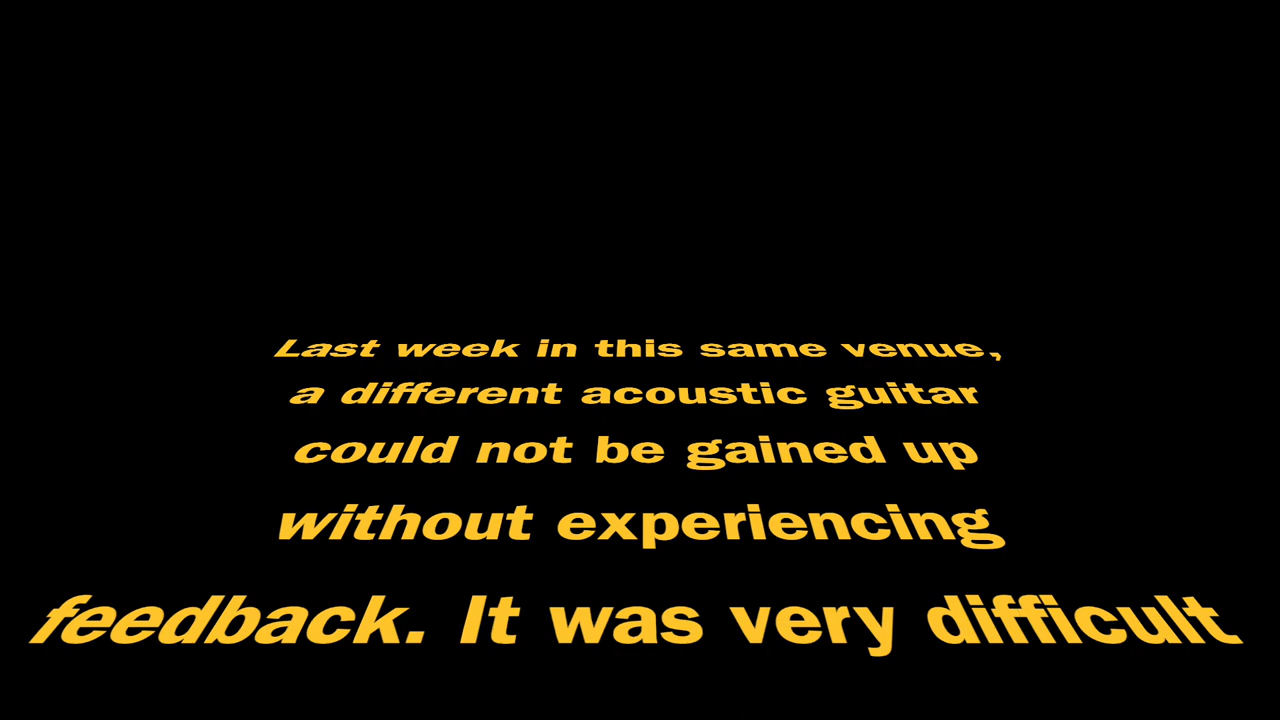 Last week in this same venue,
a different acoustic guitar
could not be gained up
without experiencing
feedback. It was very difficult